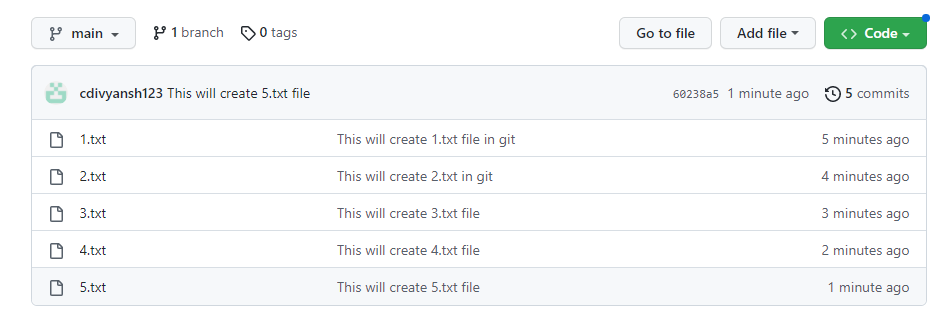 main 1 branch 0 tags Go to file Add file Code
cdivyansh123 This will create 5.txt file 60238a5 1 minute ago 5 commits
1.txt This will create 1.txt file in git 5 minutes ago
2.txt This will create 2.txt in git 4 minutes ago
3.txt This will create 3.txt file 3 minutes ago
4.txt This will create 4.txt file 2 minutes ago
5.txt This will create 5.txt file 1 minute ago